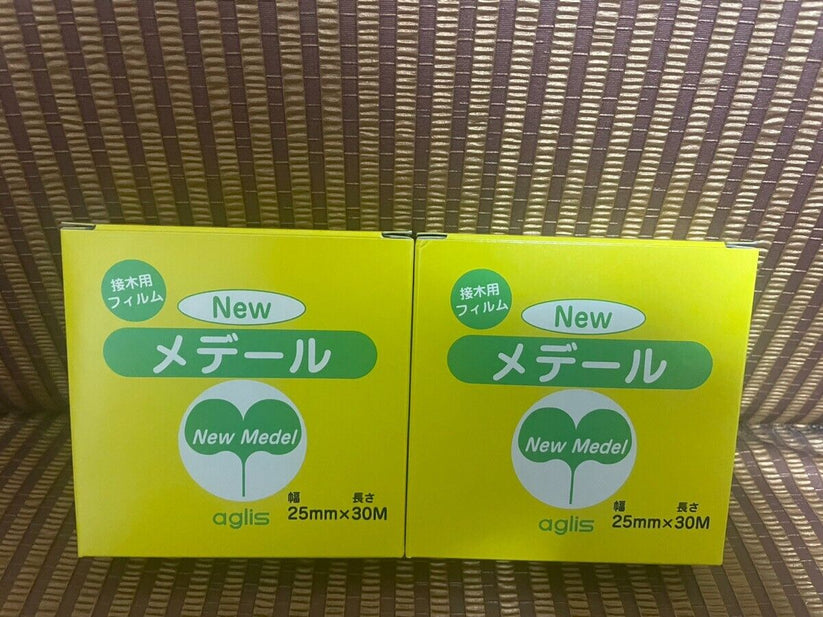 接木用
フィルム
New
メデール
New Medel
幅 長さ
aglis 25mm×30M
接木用
フィルム
New
メデール
New Medel
幅 長さ
aglis 25mm×30M